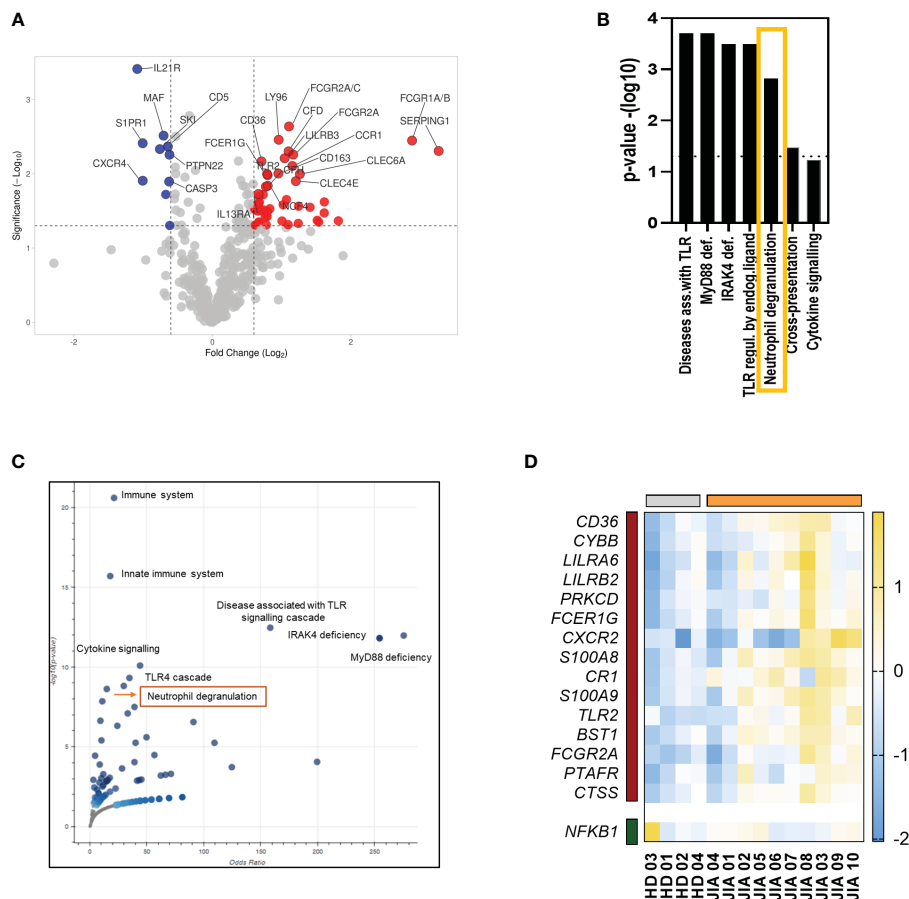 A
IL21R
MAF
CD5
SKI
S1PR1
PTPN22
CXCR4
CASP3
FCGR2A/C
LY96
CFD
FCGR2A
FCGR1A/B
CD36
LILRB3
CCR1
SERPING1
FCER1G
CD163
TLR2
CFH
CLEC6A
CLEC4E
NCF4
IL13RA1
Significance (−Log10)
3
2
1
0
-2
0
2
Fold Change (Log2)
B
p-value -(log10)
4
3
2
1
0
Diseases ass.with TLR
MyD88 def.
IRAK4 def.
TLR regul. by endog.ligand
Neutrophil degranulation
Cross-presentation
Cytokine signalling
C
Immune system
Innate immune system
Disease associated with TLR
signalling cascade
IRAK4 deficiency
MyD88 deficiency
Cytokine signalling
TLR4 cascade
Neutrophil degranulation
-log10(p-value)
20
15
10
5
0
0
50
100
150
200
250
Odds Ratio
D
CD36
CYBB
LILRA6
LILRB2
PRKCD
FCER1G
CXCR2
S100A8
CR1
S100A9
TLR2
BST1
FCGR2A
PTAFR
CTSS
NFKB1
1
0
-1
-2
HD 03
HD 01
HD 02
HD 04
JIA 04
JIA 01
JIA 02
JIA 05
JIA 06
JIA 07
JIA 08
JIA 03
JIA 09
JIA 10